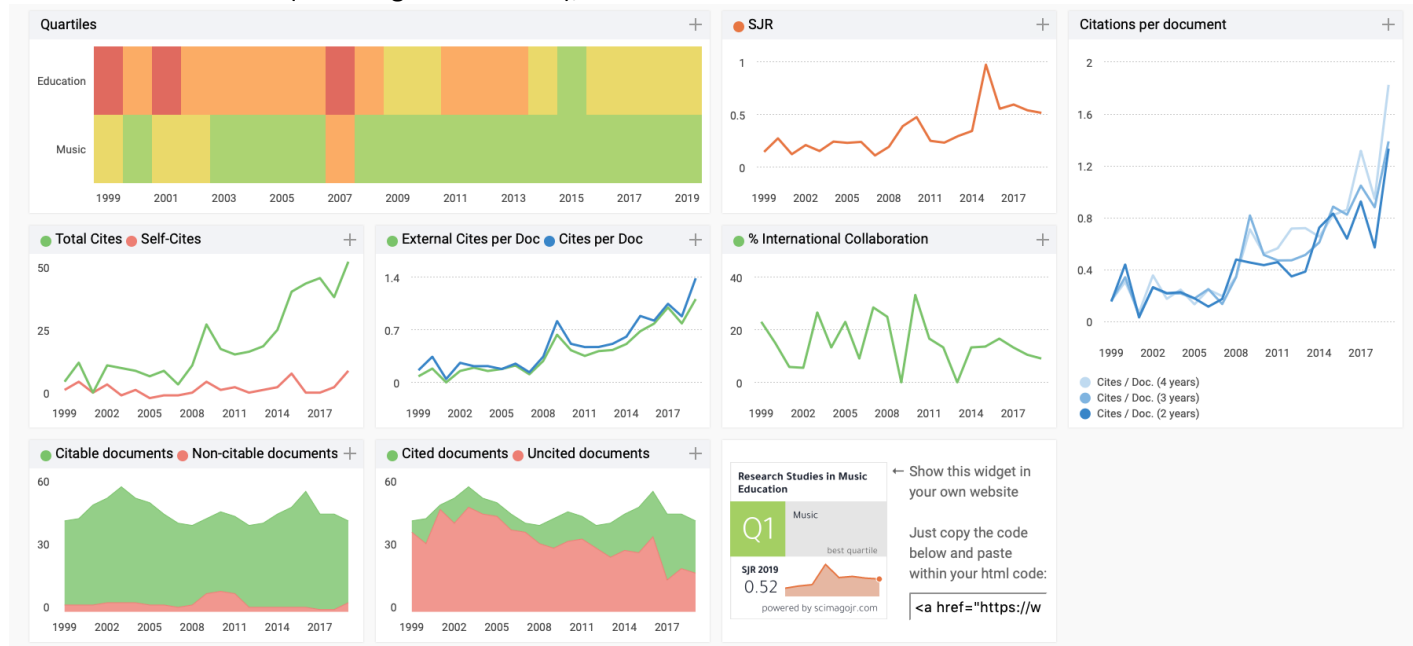 Quartiles
Education
Music
1999 2001 2003 2005 2007 2009 2011 2013 2015 2017 2019
SJR
1
0.5
0
1999 2002 2005 2008 2011 2014 2017
Citations per document
2
1.6
1.2
0.8
0.4
0
1999 2002 2005 2008 2011 2014 2017
Cites / Doc. (4 years)
Cites / Doc. (3 years)
Cites / Doc. (2 years)
Total Cites Self-Cites
50
25
0
1999 2002 2005 2008 2011 2014 2017
External Cites per Doc Cites per Doc
1.4
0.7
0
1999 2002 2005 2008 2011 2014 2017
% International Collaboration
40
20
0
1999 2002 2005 2008 2011 2014 2017
Citable documents Non-citable documents
60
30
0
1999 2002 2005 2008 2011 2014 2017
Cited documents Uncited documents
60
30
0
1999 2002 2005 2008 2011 2014 2017
Research Studies in Music
Education
Q1
Music
best quartile
SJR 2019
0.52
powered by scimagojr.com
← Show this widget in
your own website
Just copy the code
below and paste
within your html code:
<a href="https://w